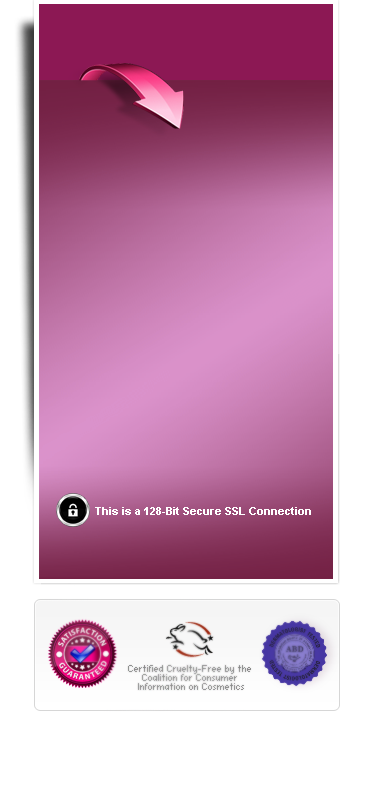 This is a 128-Bit Secure SSL Connection
SATISFACTION
GUARANTEED
Certified Cruelty-Free by the
Coalition for Consumer
Information on Cosmetics
ABD